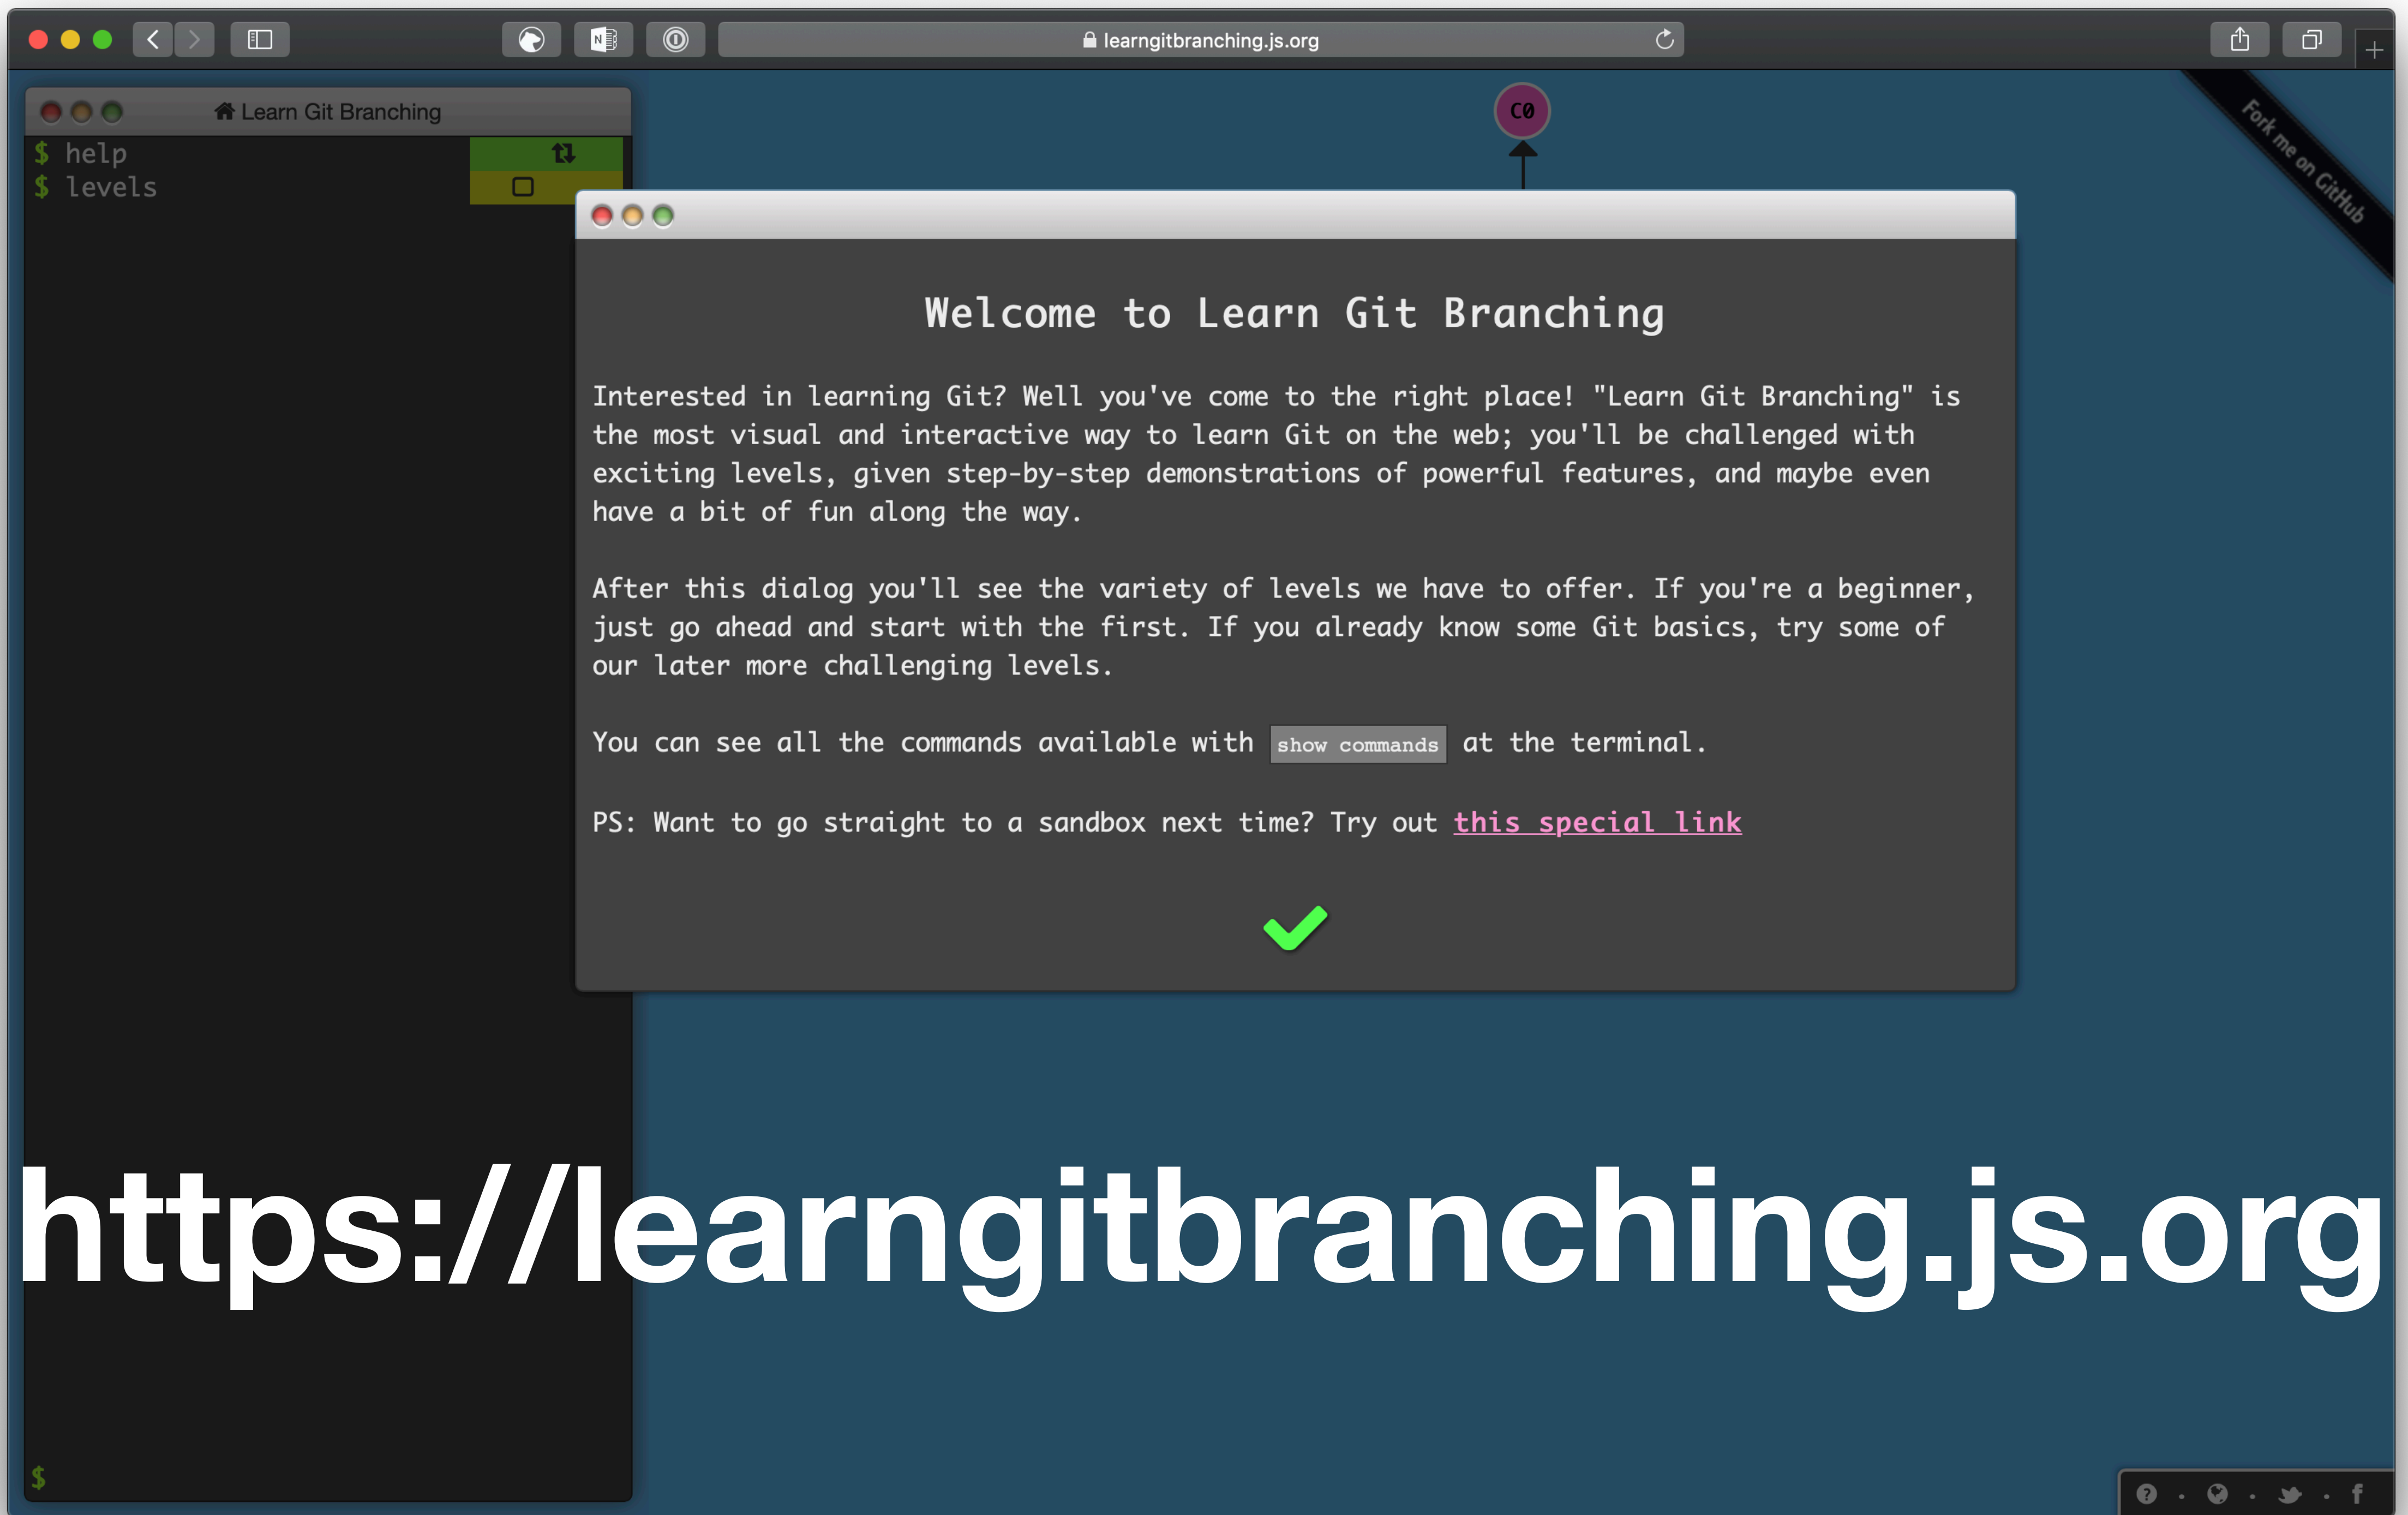 learngitbranching.js.org
Learn Git Branching
$ help
$ levels
C0
Fork me on GitHub
Welcome to Learn Git Branching
Interested in learning Git? Well you've come to the right place! "Learn Git Branching" is
the most visual and interactive way to learn Git on the web; you'll be challenged with
exciting levels, given step-by-step demonstrations of powerful features, and maybe even
have a bit of fun along the way.
After this dialog you'll see the variety of levels we have to offer. If you're a beginner,
just go ahead and start with the first. If you already know some Git basics, try some of
our later more challenging levels.
You can see all the commands available with show commands at the terminal.
PS: Want to go straight to a sandbox next time? Try out this special link
https://learngitbranching.js.org
$